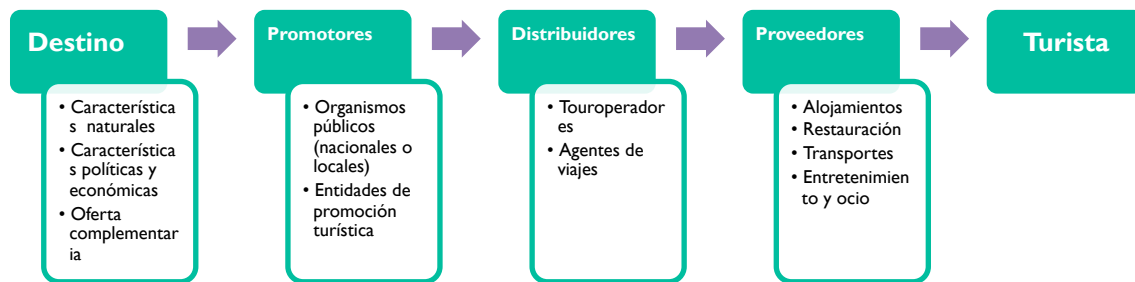 Destino
• Característica
s  naturales
• Característica
s políticas y
económicas
• Oferta
complementar
ia
Promotores
• Organismos
públicos
(nacionales o
locales)
• Entidades de
promoción
turística
Distribuidores
• Touroperador
es
• Agentes de
viajes
Proveedores
• Alojamientos
• Restauración
• Transportes
• Entretenimien
to y ocio
Turista